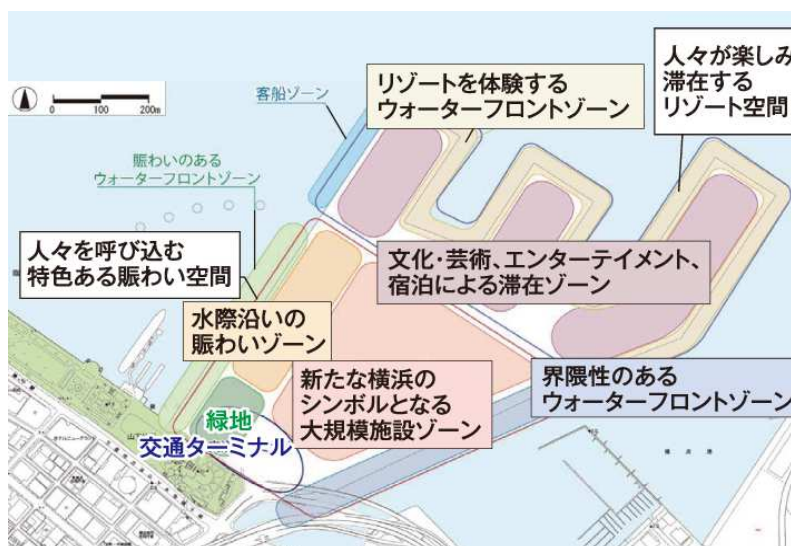 人々が楽しみ
滞在する
リゾート空間
リゾートを体験する
ウォーターフロントゾーン
客船ゾーン
0 100 200m
賑わいのある
ウォーターフロントゾーン
人々を呼び込む
特色ある賑わい空間
文化・芸術、エンターテイメント、
宿泊による滞在ゾーン
水際沿いの
賑わいゾーン
新たな横浜の
シンボルとなる
大規模施設ゾーン
界隈性のある
ウォーターフロントゾーン
緑地
交通ターミナル